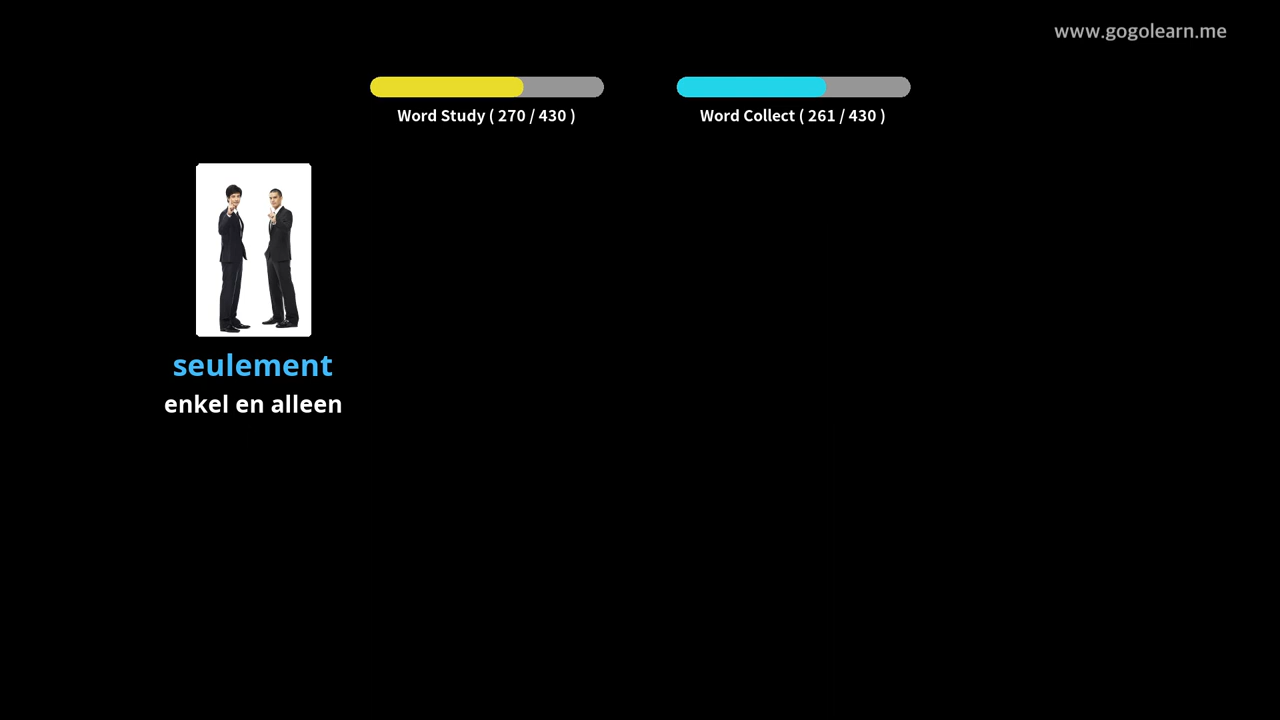 www.gogolearn.me
Word Study ( 270 / 430 )
Word Collect ( 261 / 430 )
seulement
enkel en alleen